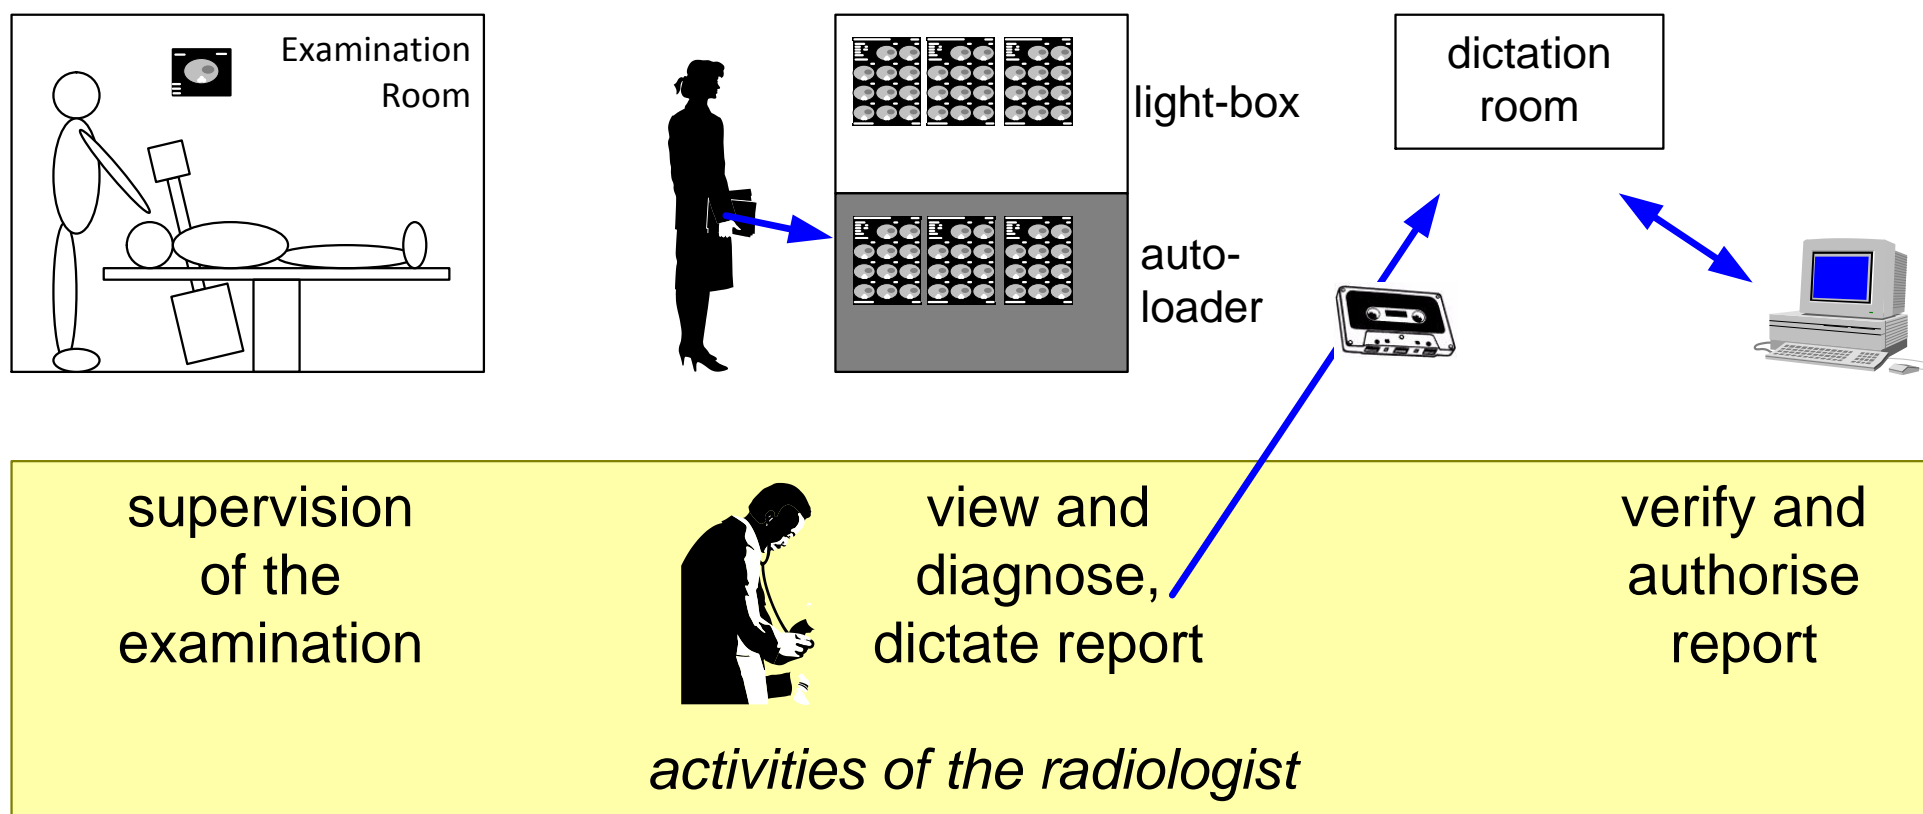 Examination
Room
light-box
auto-
loader
dictation
room
supervision
of the
examination
view and
diagnose,
dictate report
verify and
authorise
report
activities of the radiologist